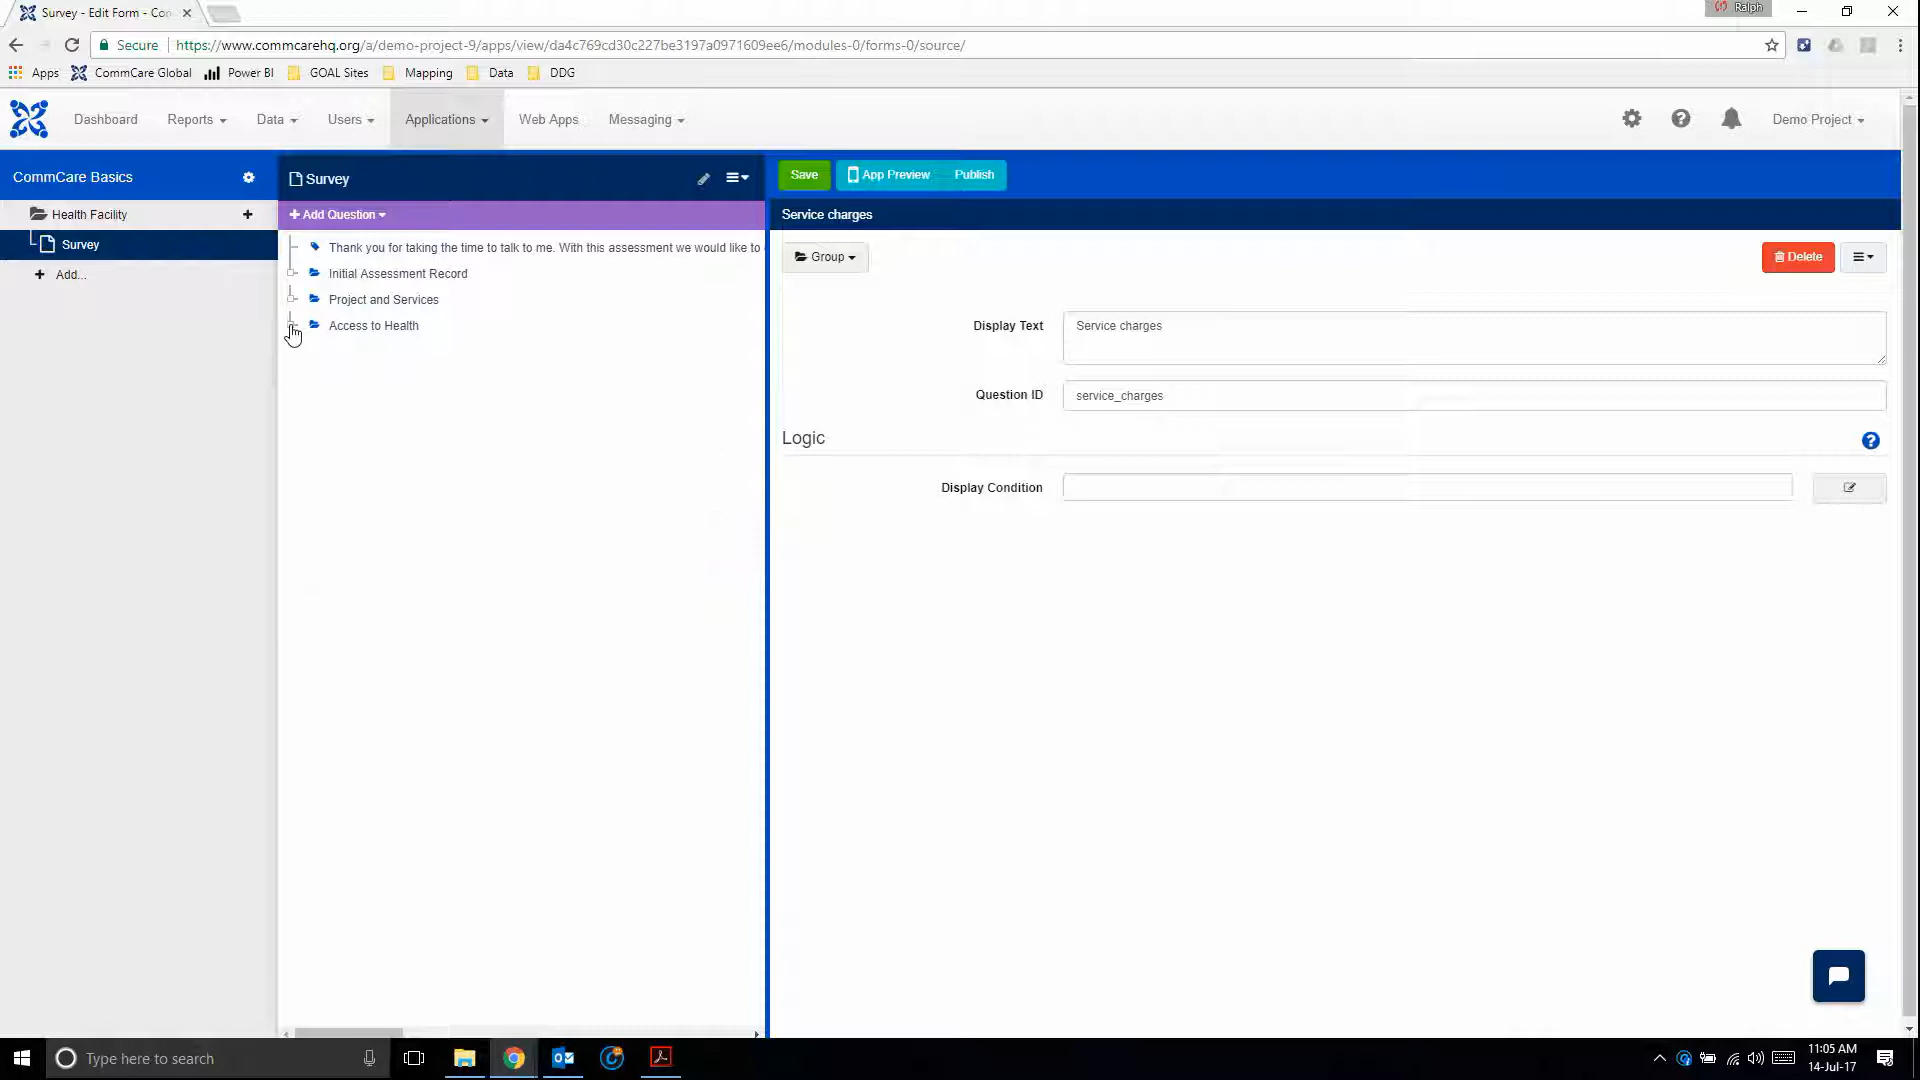 Survey - Edit Form - Co
Ralph
Secure
https://www.commcarehq.org/a/demo-project-9/apps/view/da4c769cd30c227be3197a0971609ee6/modules-0/forms-0/source/
Apps CommCare Global Power BI GOAL Sites Mapping Data DDG
Dashboard Reports Data Users Applications Web Apps Messaging Demo Project
CommCare Basics
Health Facility
Survey
Add...
Survey
Add Question
Thank you for taking the time to talk to me. With this assessment we would like to
Initial Assessment Record
Project and Services
Access to Health
Save App Preview Publish
Service charges
Group
Delete
Display Text Service charges
Question ID service_charges
Logic
Display Condition
Type here to search
11:05 AM
14-Jul-17